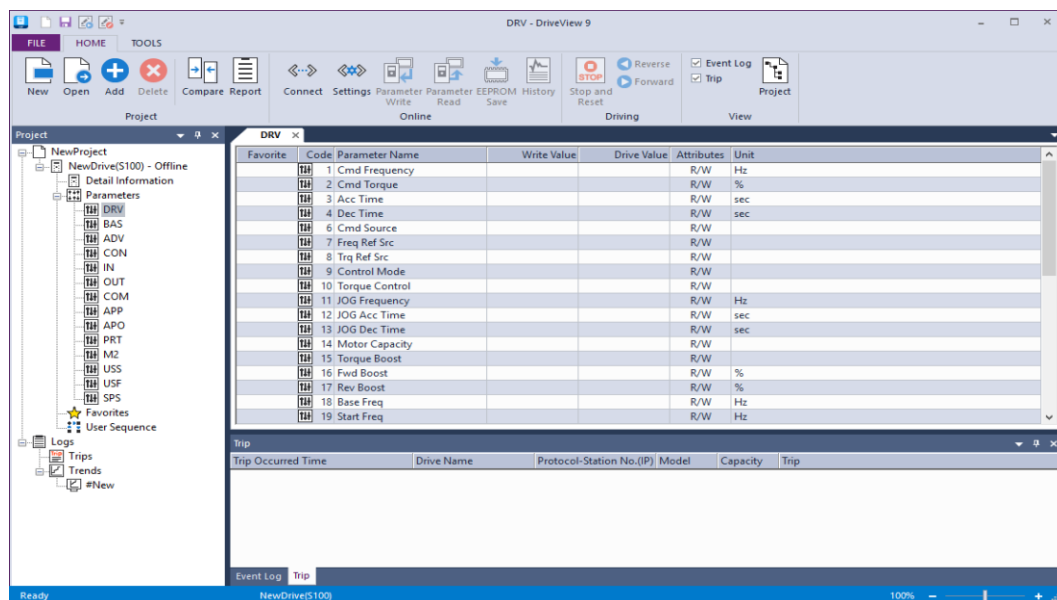 DRV - DriveView 9
FILE HOME TOOLS
New Open Add Delete Compare Report Connect Settings Parameter Write Parameter Read EEPROM Save History Stop and Reset Reverse Forward Event Log Trip Project
STOP
Project Online Driving View
Project
NewProject
NewDrive(S100) - Offline
Detail Information
Parameters
DRV
BAS
ADV
CON
IN
OUT
COM
APP
APO
PRT
M2
USS
USF
SPS
Favorites
User Sequence
Logs
Trips
Trends
#New
DRV
Favorite Code Parameter Name Write Value Drive Value Attributes Unit
1 Cmd Frequency R/W Hz
2 Cmd Torque R/W %
3 Acc Time R/W sec
4 Dec Time R/W sec
6 Cmd Source R/W
7 Freq Ref Src R/W
8 Trq Ref Src R/W
9 Control Mode R/W
10 Torque Control R/W
11 JOG Frequency R/W Hz
12 JOG Acc Time R/W sec
13 JOG Dec Time R/W sec
14 Motor Capacity R/W
15 Torque Boost R/W
16 Fwd Boost R/W %
17 Rev Boost R/W %
18 Base Freq R/W Hz
19 Start Freq R/W Hz
Trip
Trip Occurred Time Drive Name Protocol-Station No.(IP) Model Capacity Trip
Event Log Trip
Ready NewDrive(S100) 100%